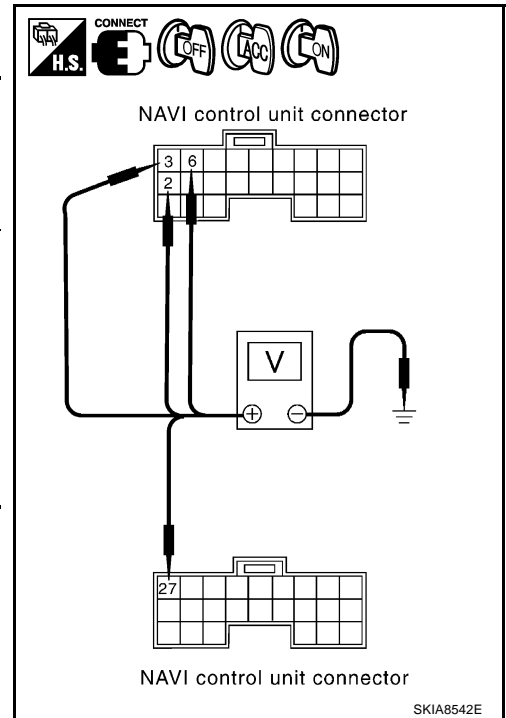 CONNECT
H.S.
OFF
ACC
ON
NAVI control unit connector
3 6
2
V
+ −
27
NAVI control unit connector
SKIA8542E